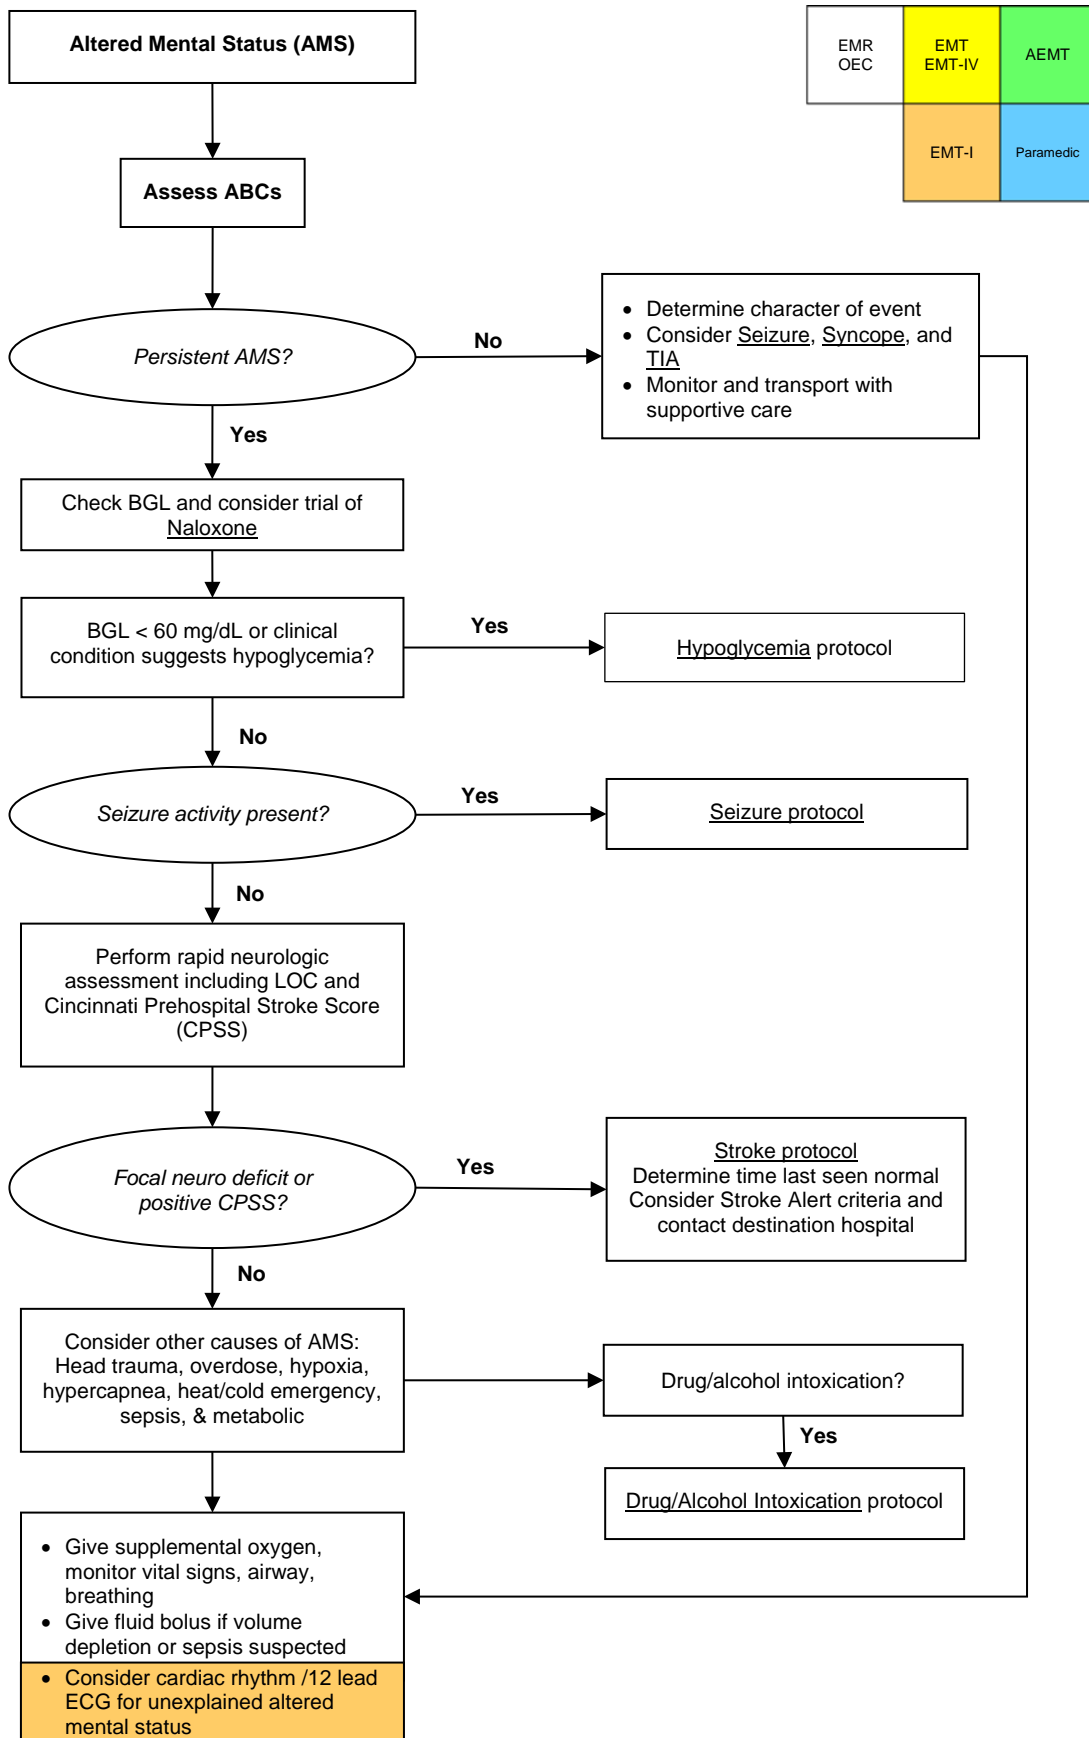 Altered Mental Status (AMS)
EMR
OEC
EMT
EMT-IV
AEMT
EMT-I
Paramedic
Assess ABCs
Persistent AMS?
No
• Determine character of event
• Consider Seizure, Syncope, and
TIA
• Monitor and transport with
supportive care
Yes
Check BGL and consider trial of
Naloxone
BGL < 60 mg/dL or clinical
condition suggests hypoglycemia?
Yes
Hypoglycemia protocol
No
Seizure activity present?
Yes
Seizure protocol
No
Perform rapid neurologic
assessment including LOC and
Cincinnati Prehospital Stroke Score
(CPSS)
Focal neuro deficit or
positive CPSS?
Yes
Stroke protocol
Determine time last seen normal
Consider Stroke Alert criteria and
contact destination hospital
No
Consider other causes of AMS:
Head trauma, overdose, hypoxia,
hypercapnea, heat/cold emergency,
sepsis, & metabolic
Drug/alcohol intoxication?
Yes
Drug/Alcohol Intoxication protocol
• Give supplemental oxygen,
monitor vital signs, airway,
breathing
• Give fluid bolus if volume
depletion or sepsis suspected
• Consider cardiac rhythm /12 lead
ECG for unexplained altered
mental status